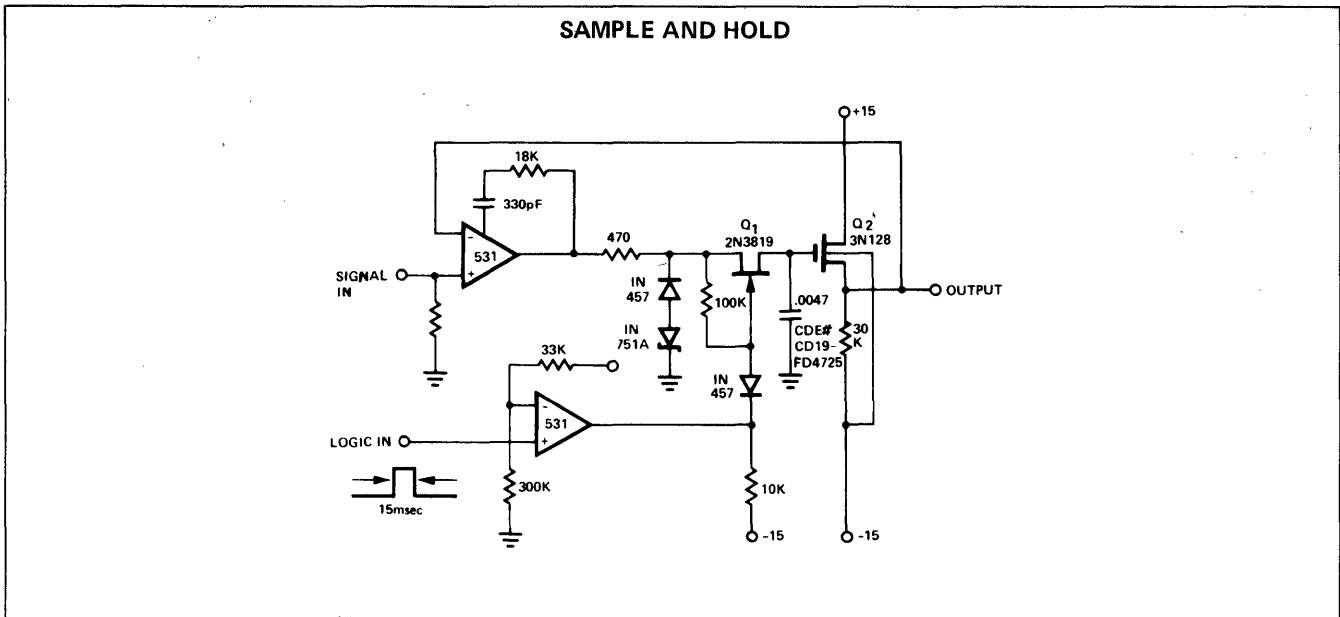 SAMPLE AND HOLD
+15
18K
330pF
Q1
2N3819
Q2
3N128
470
-
531
+
SIGNAL
IN
IN
457
100K
.0047
OUTPUT
CDE#
CD19-
FD4725
30
K
IN
751A
33K
IN
457
-
531
+
LOGIC IN
300K
15msec
10K
-15
-15